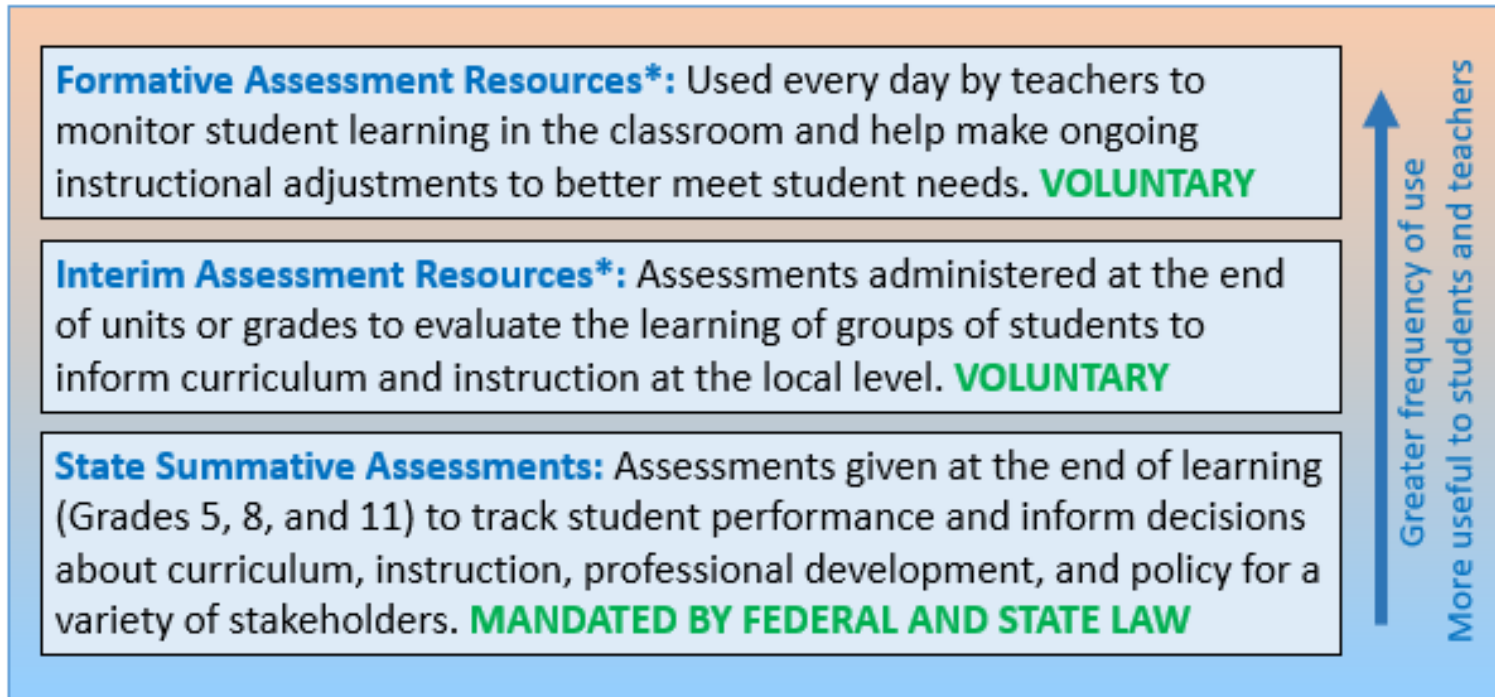 Formative Assessment Resources*: Used every day by teachers to
monitor student learning in the classroom and help make ongoing
instructional adjustments to better meet student needs. VOLUNTARY
Interim Assessment Resources*: Assessments administered at the end
of units or grades to evaluate the learning of groups of students to
inform curriculum and instruction at the local level. VOLUNTARY
State Summative Assessments: Assessments given at the end of learning
(Grades 5, 8, and 11) to track student performance and inform decisions
about curriculum, instruction, professional development, and policy for a
variety of stakeholders. MANDATED BY FEDERAL AND STATE LAW
Greater frequency of use
More useful to students and teachers